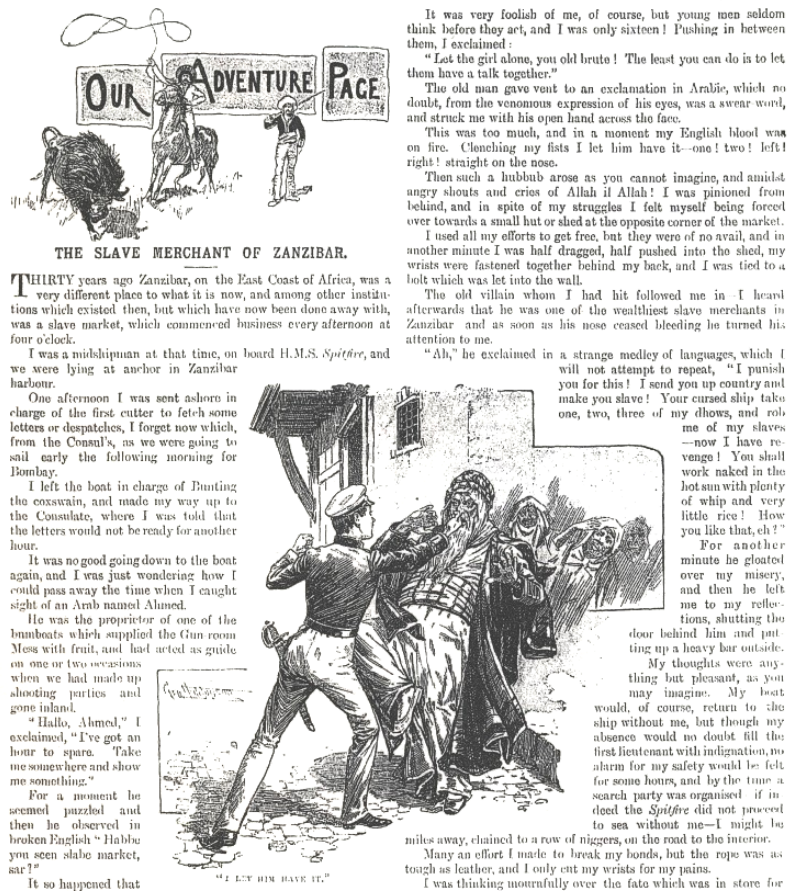 OUR ADVENTURE PAGE
THE SLAVE MERCHANT OF ZANZIBAR.
THIRTY years ago Zanzibar, on the East Coast of Africa, was a
very different place to what it is now, and among other institu-
tions which existed then, but which have now been done away with,
was a slave market, which commenced business every afternoon at
four o'clock.
I was a midshipman at that time, on board H.M.S. Spitfire, and
we were lying at anchor in Zanzibar
harbour.
One afternoon I was sent ashore in
charge of the first cutter to fetch some
letters or despatches, I forget now which,
from the Consul's, as we were going to
sail early the following morning for
Bombay.
I left the boat in charge of Bunting
the coxswain, and made my way up to
the Consulate, where I was told that
the letters would not be ready for another
hour.
It was no good going down to the boat
again, and I was just wondering how I
could pass away the time when I caught
sight of an Arab named Ahmed.
He was the proprietor of one of the
bumboats which supplied the Gun-room
Mess with fruit, and had acted as guide
on one or two occasions
when we had made up
shooting parties and
gone inland.
"Hallo, Ahmed," I
exclaimed, "I've got an
hour to spare. Take
me somewhere and show
me something."
For a moment he
seemed puzzled and
then he observed in
broken English "Habbe
you seen slabe market,
sar?"
It so happened that
"I LET HIM HAVE IT."
It was very foolish of me, of course, but young men seldom
think before they act, and I was only sixteen! Pushing in between
them, I exclaimed:
"Let the girl alone, you old brute! The least you can do is to let
them have a talk together."
The old man gave vent to an exclamation in Arabic, which no
doubt, from the venomous expression of his eyes, was a swear word,
and struck me with his open hand across the face.
This was too much, and in a moment my English blood was
on fire. Clenching my fists I let him have it—one! two! left!
right! straight on the nose.
Then such a hubbub arose as you cannot imagine, and amidst
angry shouts and cries of Allah il Allah! I was pinioned from
behind, and in spite of my struggles I felt myself being forced
over towards a small hut or shed at the opposite corner of the market.
I used all my efforts to get free, but they were of no avail, and in
another minute I was half dragged, half pushed into the shed, my
wrists were fastened together behind my back, and I was tied to a
bolt which was let into the wall.
The old villain whom I had hit followed me in I heard
afterwards that he was one of the wealthiest slave merchants in
Zanzibar and as soon as his nose ceased bleeding he turned his
attention to me.
"Ah," he exclaimed in a strange medley of languages, which I
will not attempt to repeat, "I punish
you for this! I send you up country and
make you slave! Your cursed ship take
one, two, three of my dhows, and rob
me of my slaves
—now I have re-
venge! You shall
work naked in the
hot sun with plenty
of whip and very
little rice! How
you like that, eh?"
For another
minute he gloated
over my misery,
and then he left
me to my reflec-
tions, shutting the
door behind him and put-
ting up a heavy bar outside.
My thoughts were any-
thing but pleasant, as you
may imagine. My boat
would, of course, return to the
ship without me, but though my
absence would no doubt fill the
first lieutenant with indignation, no
alarm for my safety would be felt
for some hours, and by the time a
search party was organised if in-
deed the Spitfire did not proceed
to sea without me—I might be
miles away, chained to a row of niggers, on the road to the interior.
Many an effort I made to break my bonds, but the rope was as
tough as leather, and I only cut my wrists for my pains.
I was thinking mournfully over the fate which was in store for